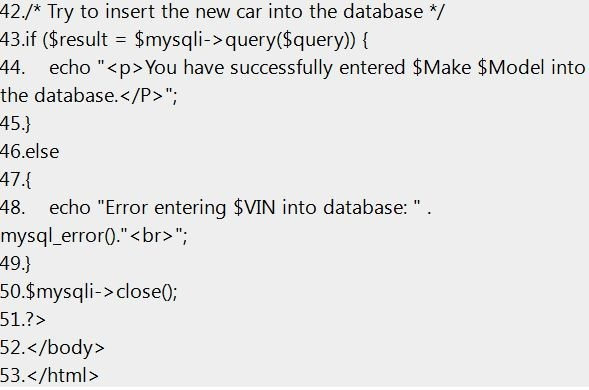 42./* Try to insert the new car into the database */
43.if ($result = $mysqli->query($query)) {
44.    echo "<p>You have successfully entered $Make $Model into
the database.</P>";
45.}
46.else
47.{
48.    echo "Error entering $VIN into database: " .
mysql_error()."<br>";
49.}
50.$mysqli->close();
51.?>
52.</body>
53.</html>